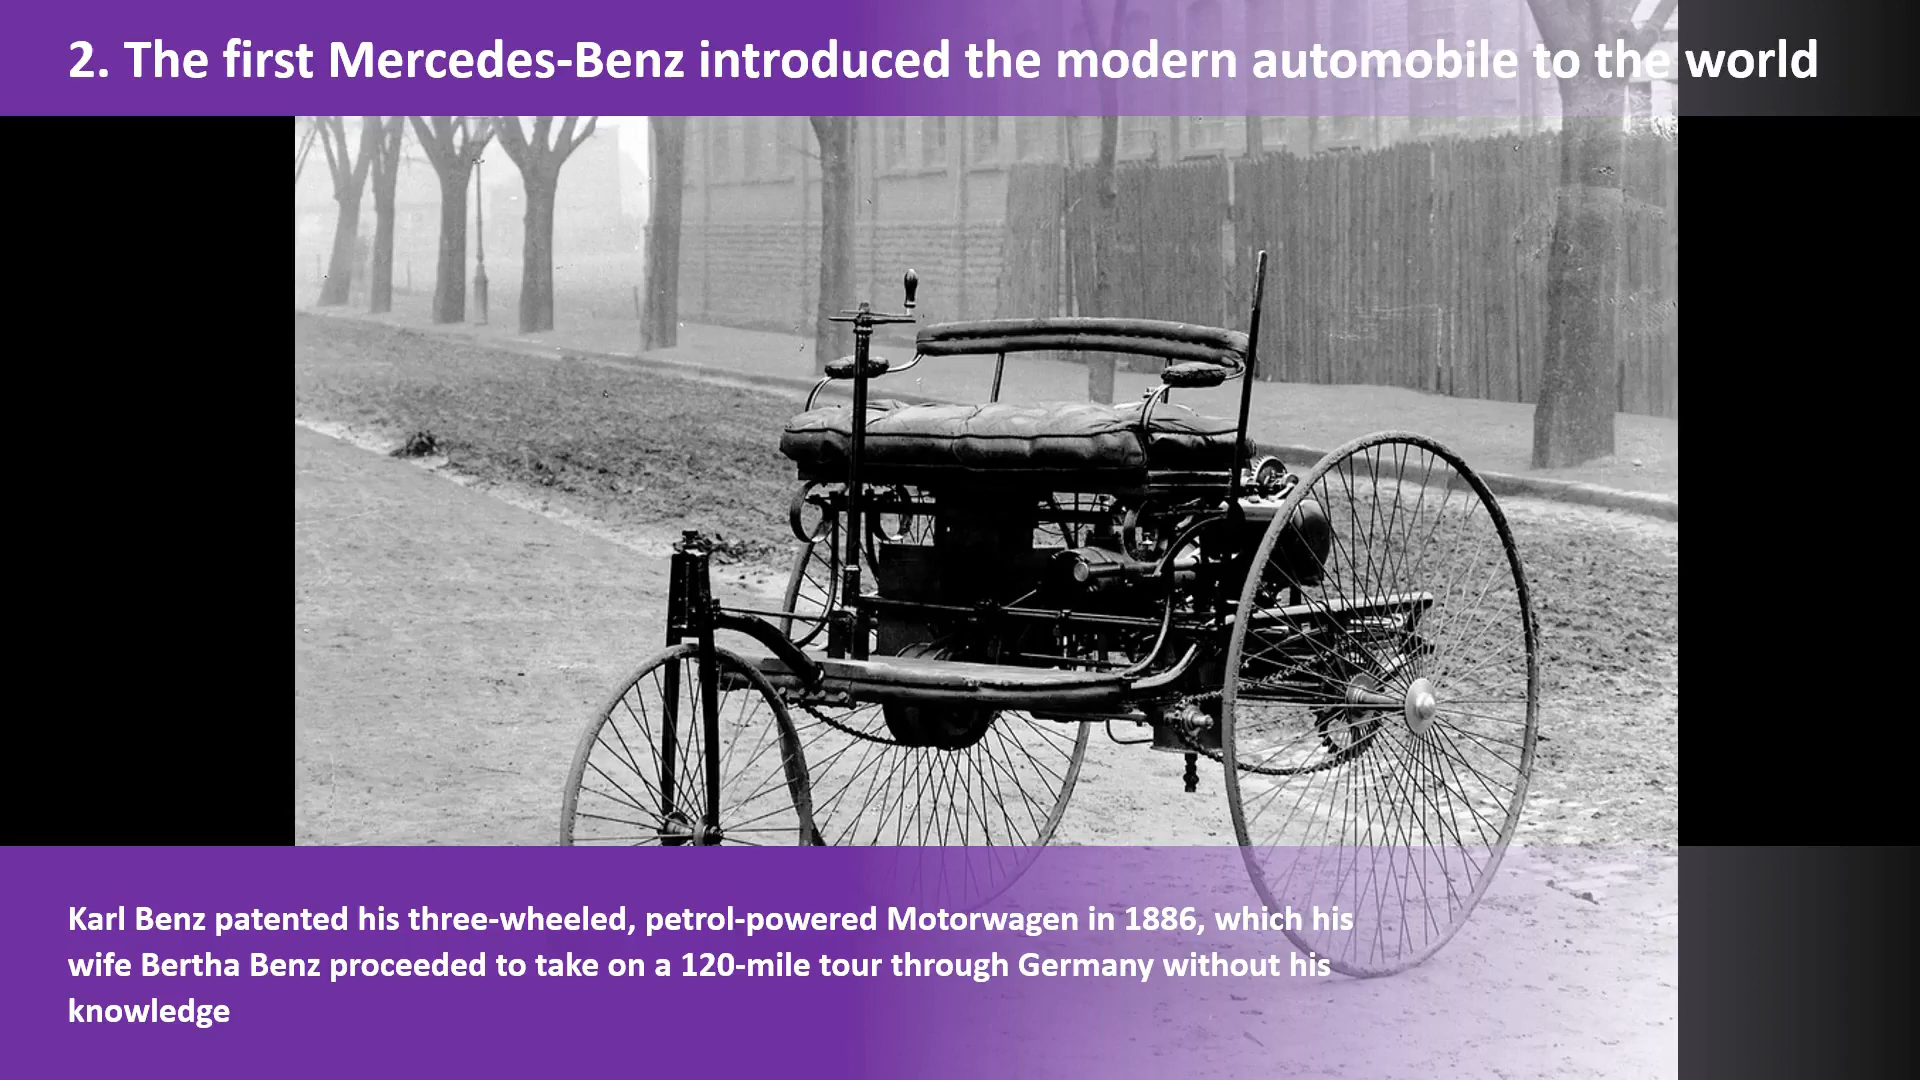 2. The first Mercedes-Benz introduced the modern automobile to the world
Karl Benz patented his three-wheeled, petrol-powered Motorwagen in 1886, which his
wife Bertha Benz proceeded to take on a 120-mile tour through Germany without his
knowledge